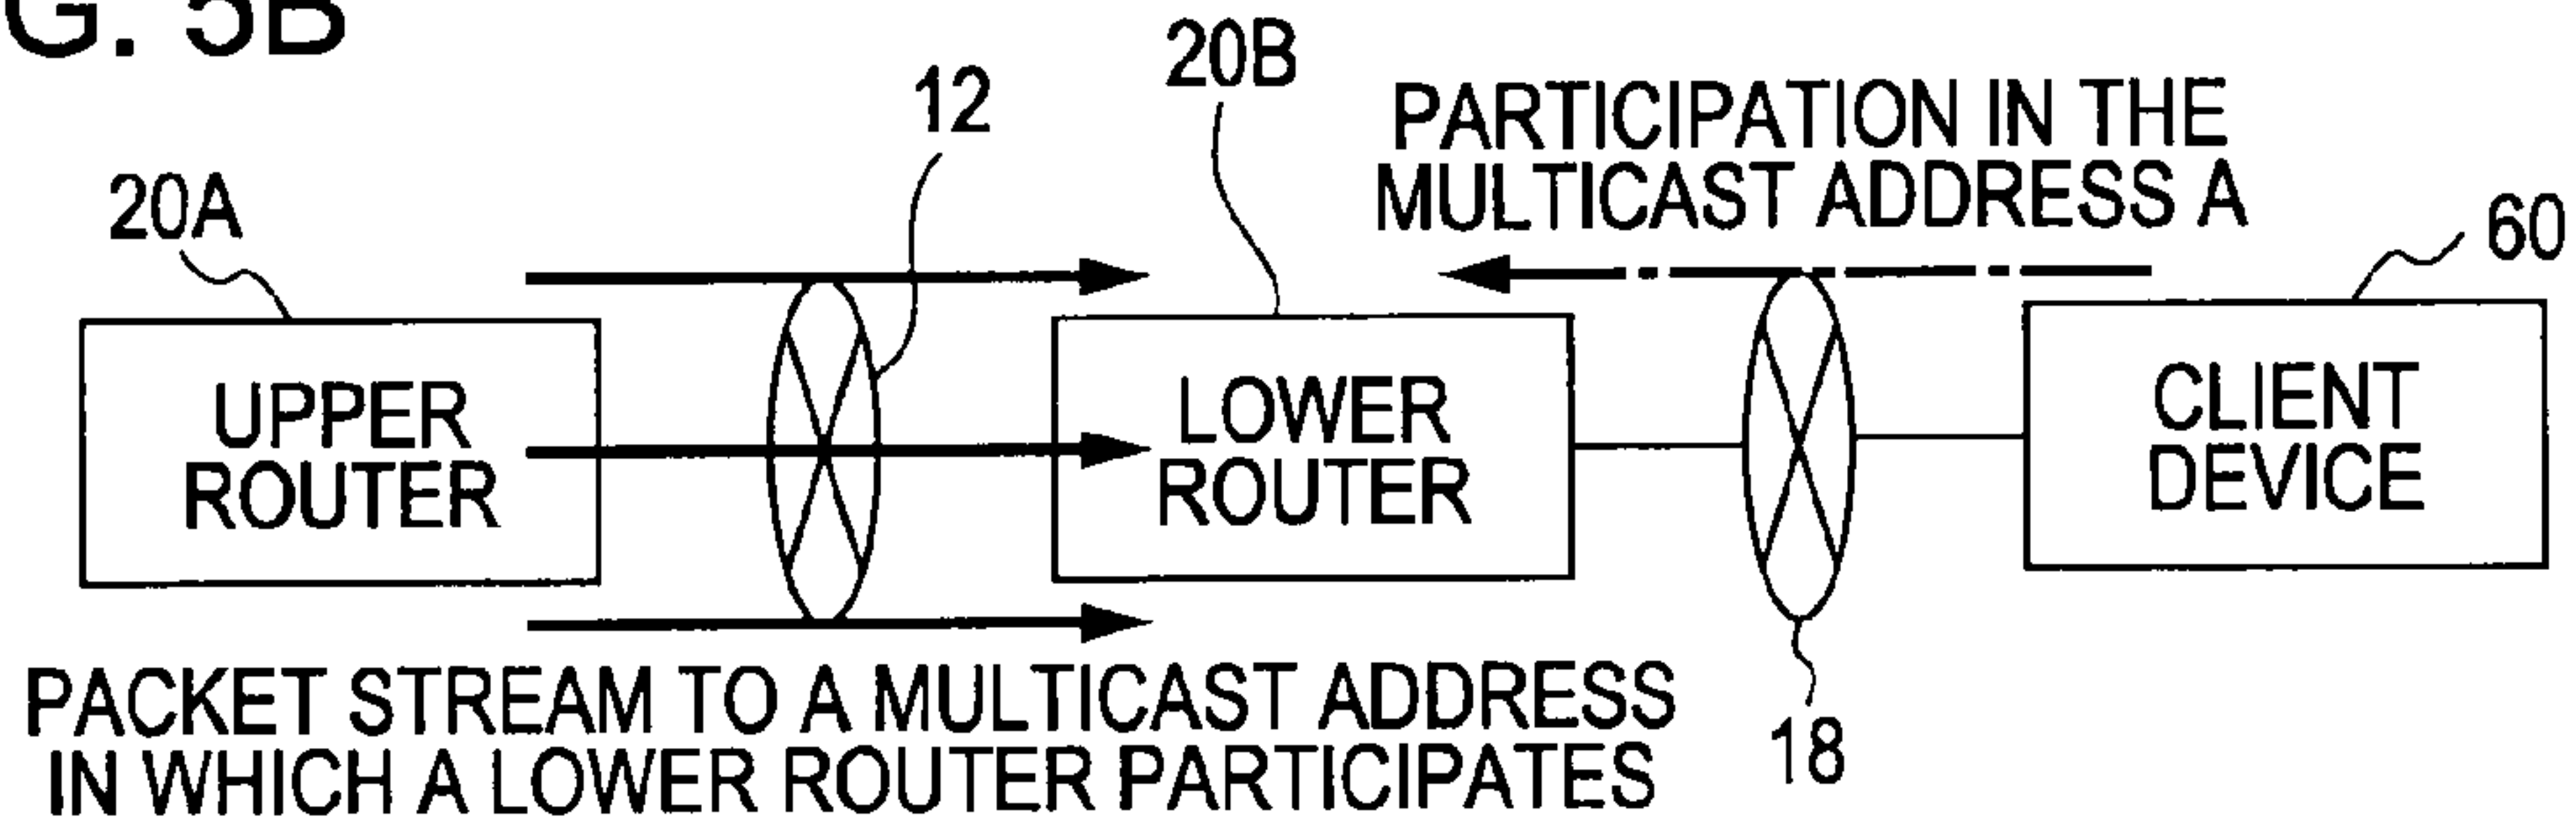 G. 5B
12
20B
PARTICIPATION IN THE
MULTICAST ADDRESS A
20A
60
UPPER
ROUTER
LOWER
ROUTER
CLIENT
DEVICE
PACKET STREAM TO A MULTICAST ADDRESS
IN WHICH A LOWER ROUTER PARTICIPATES
18